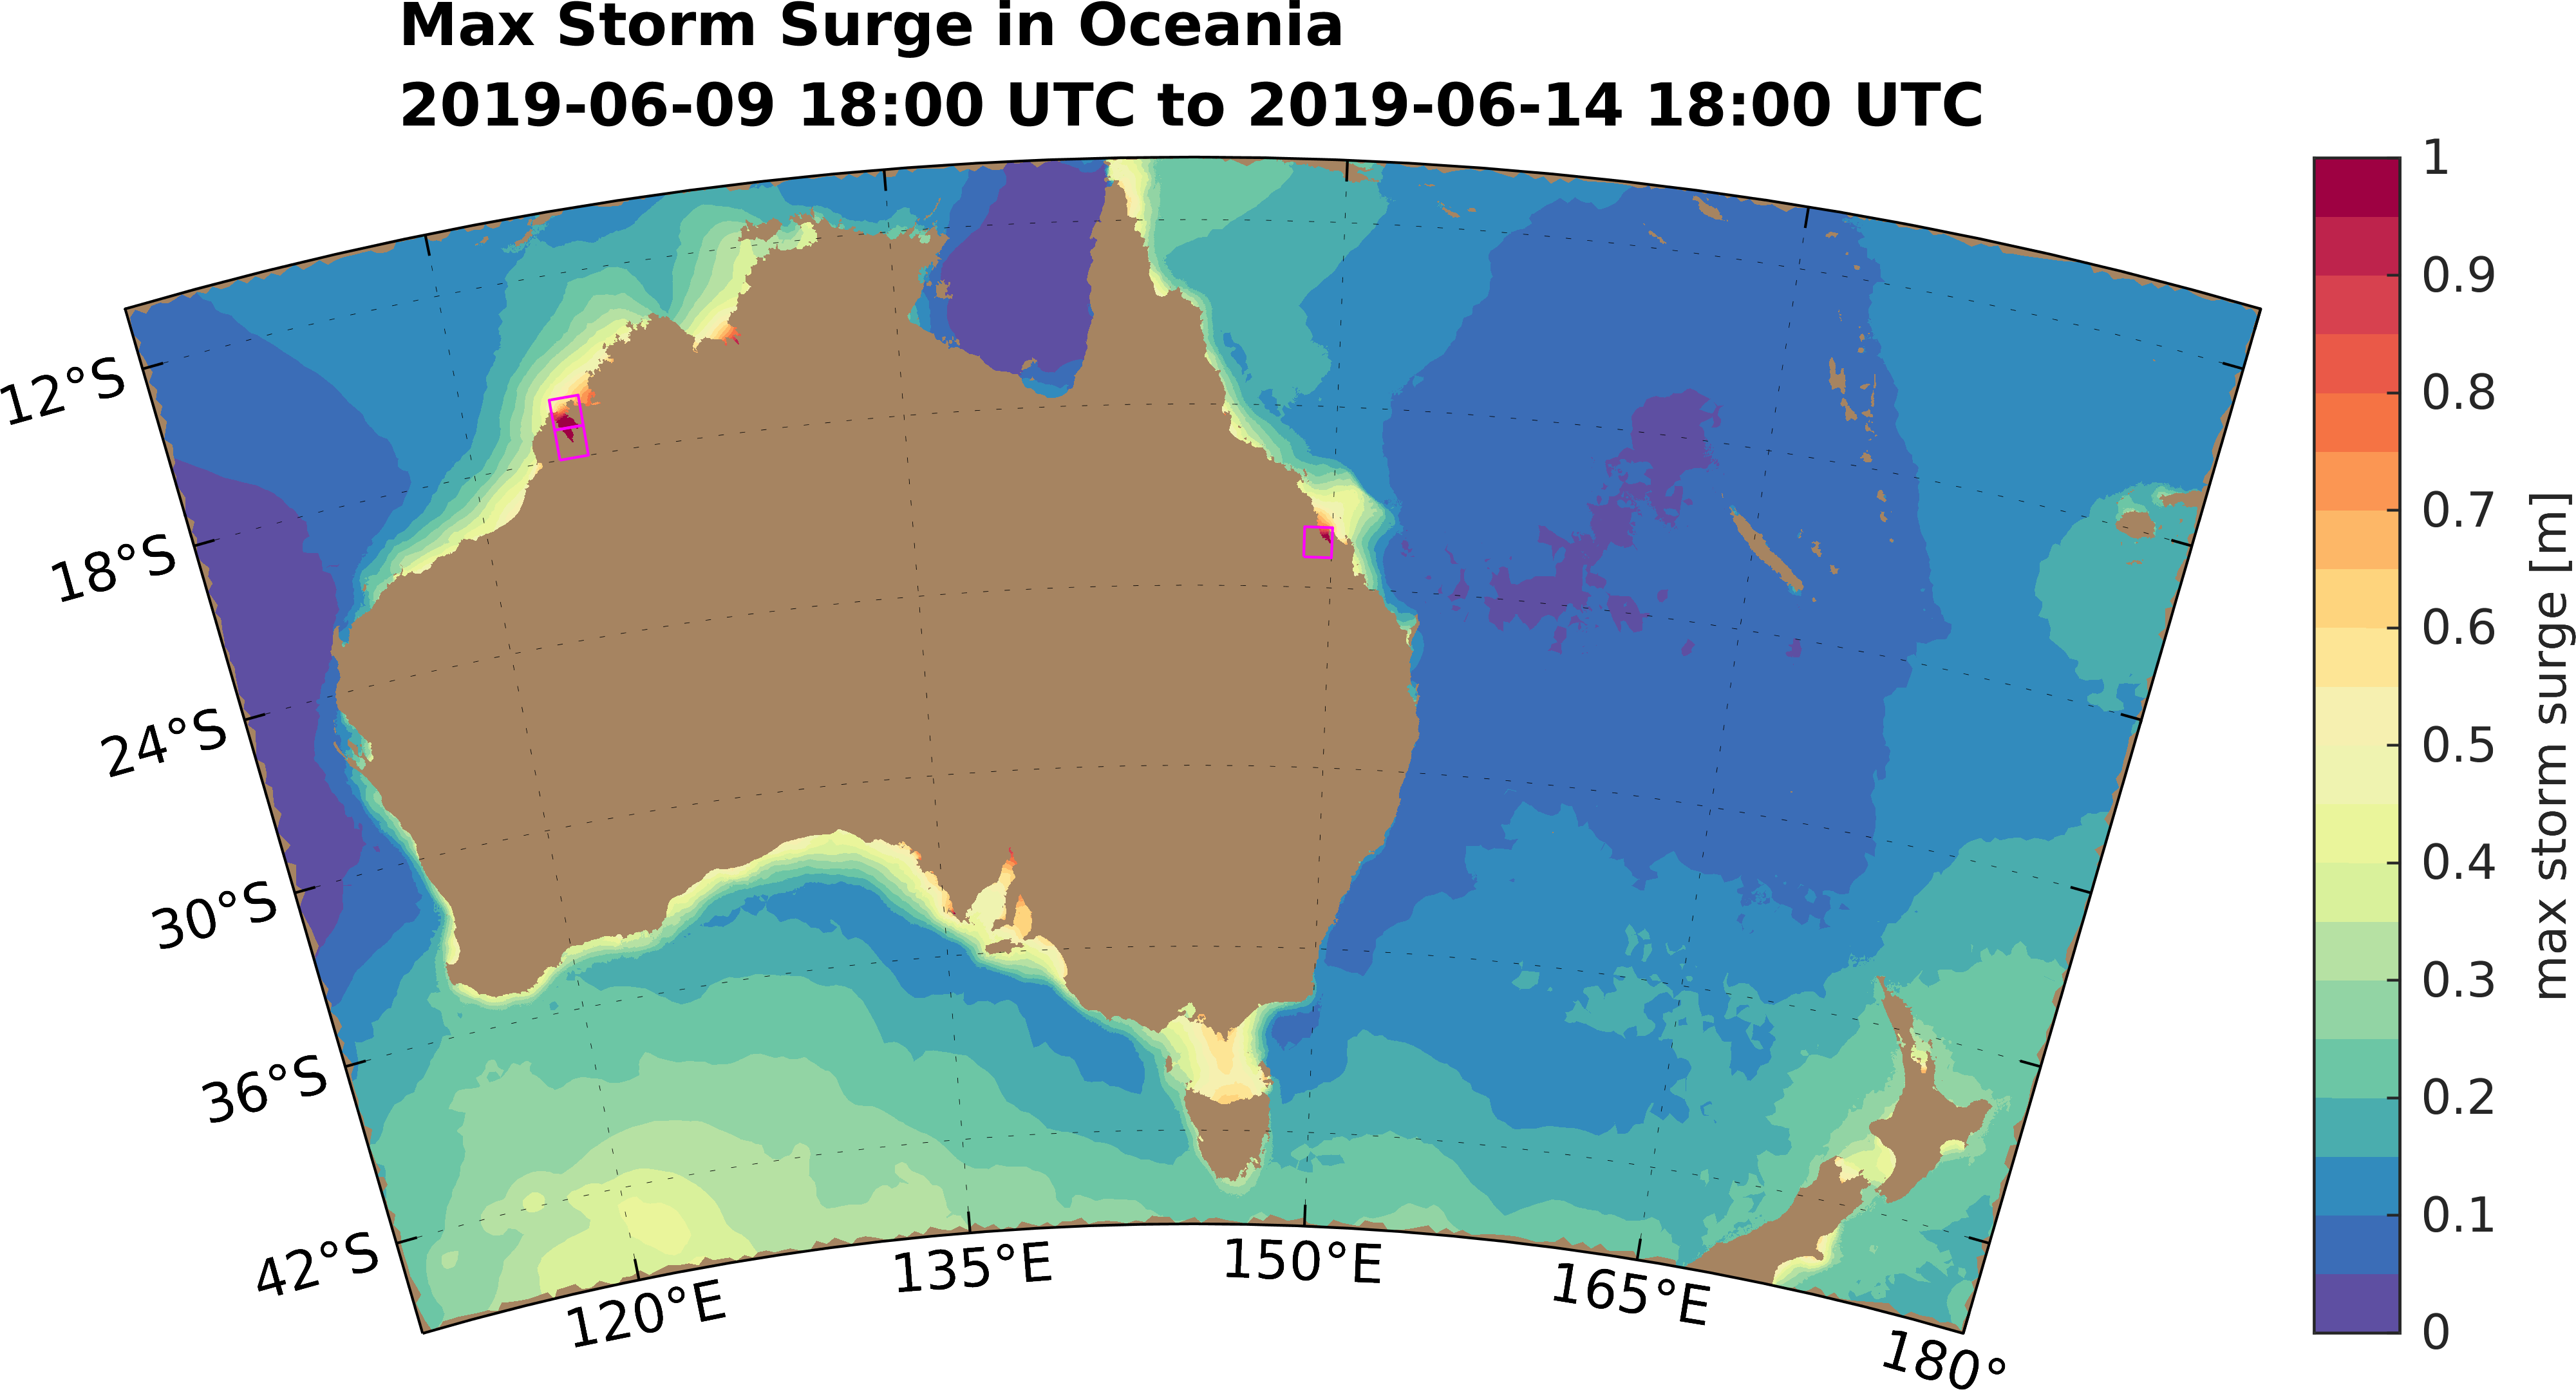 Max Storm Surge in Oceania
2019-06-09 18:00 UTC to 2019-06-14 18:00 UTC
12°S
18°S
24°S
30°S
36°S
42°S
120°E
135°E
150°E
165°E
180°
1
0.9
0.8
0.7
0.6
0.5
0.4
0.3
0.2
0.1
0
max storm surge [m]